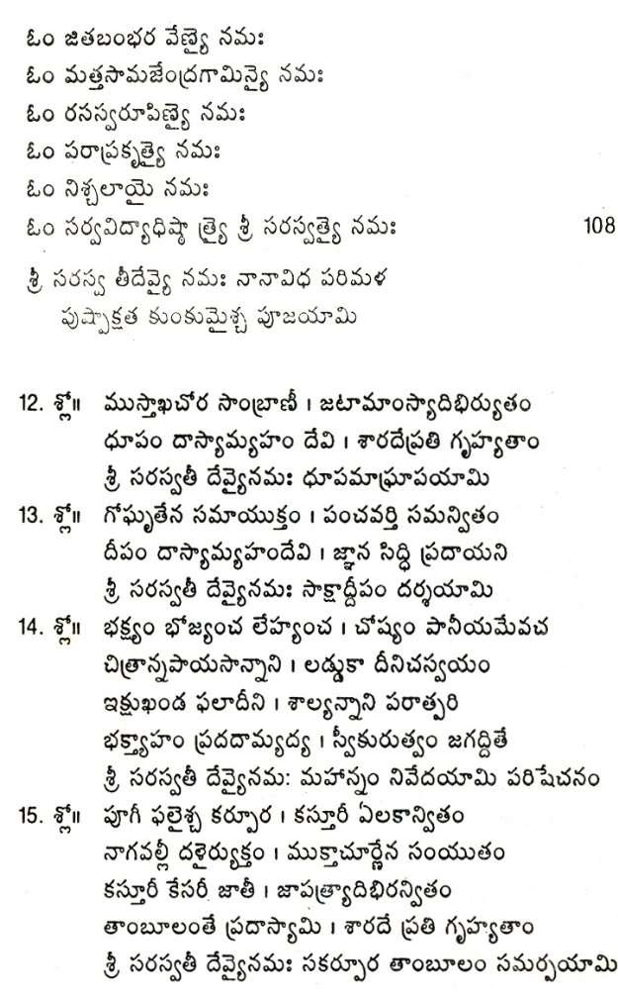 ఓం జితబంభర వేణ్యై నమః
ఓం మత్తసామజేంద్రగామిన్యై నమః
ఓం రసస్వరూపిణ్యై నమః
ఓం పరాప్రకృత్యై నమః
ఓం నిశ్చలాయై నమః
ఓం సర్వవిద్యాధిష్ఠా త్ర్యై శ్రీ సరస్వత్యై నమః 108
శ్రీ సరస్వ తీదేవ్యై నమః నానావిధ పరిమళ
పుష్పాక్షత కుంకుమైశ్చ పూజయామి
12. శ్లో॥ ముస్తాఖచోర సాంబ్రాణీ । జటామాంస్యాదిభిర్యుతం
ధూపం దాస్యామ్యహం దేవి । శారదేప్రతి గృహ్యతాం
శ్రీ సరస్వతీ దేవ్యైనమః ధూపమాఘ్రాపయామి
13. శ్లో॥ గోఘృతేన సమాయుక్తం । పంచవర్తి సమన్వితం
దీపం దాస్యామ్యహందేవి । జ్ఞాన సిద్ధి ప్రదాయని
శ్రీ సరస్వతీ దేవ్యైనమః సాక్షాద్దీపం దర్శయామి
14. శ్లో॥ భక్ష్యం భోజ్యంచ లేహ్యంచ । చోష్యం పానీయమేవచ
చిత్రాన్నపాయసాన్నాని । లడ్డుకా దీనిచస్వయం
ఇక్షుఖండ ఫలాదీని । శాల్యన్నాని పరాత్పరి
భక్త్యాహం ప్రదదామ్యద్య । స్వీకురుత్వం జగద్ధితే
శ్రీ సరస్వతీ దేవ్యైనమ: మహాన్నం నివేదయామి పరిషేచనం
15. శ్లో॥ పూగీ ఫలైశ్చ కర్పూర । కస్తూరీ ఏలకాన్వితం
నాగవల్లీ దళైర్యుక్తం । ముక్తాచూర్ణేన సంయుతం
కస్తూరీ కేసరీ జాతీ । జాపత్ర్యాదిభిరన్వితం
తాంబూలంతే ప్రదాస్యామి । శారదే ప్రతి గృహ్యతాం
శ్రీ సరస్వతీ దేవ్యైనమః సకర్పూర తాంబూలం సమర్పయామి